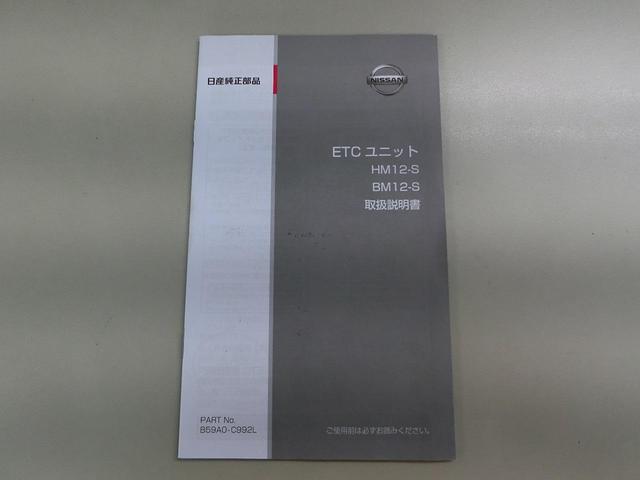 日産純正部品
NISSAN
ETC ユニット
HM12-S
BM12-S
取扱説明書
PART No.
B59A0-C992L
ご使用前は必ずお読みください。